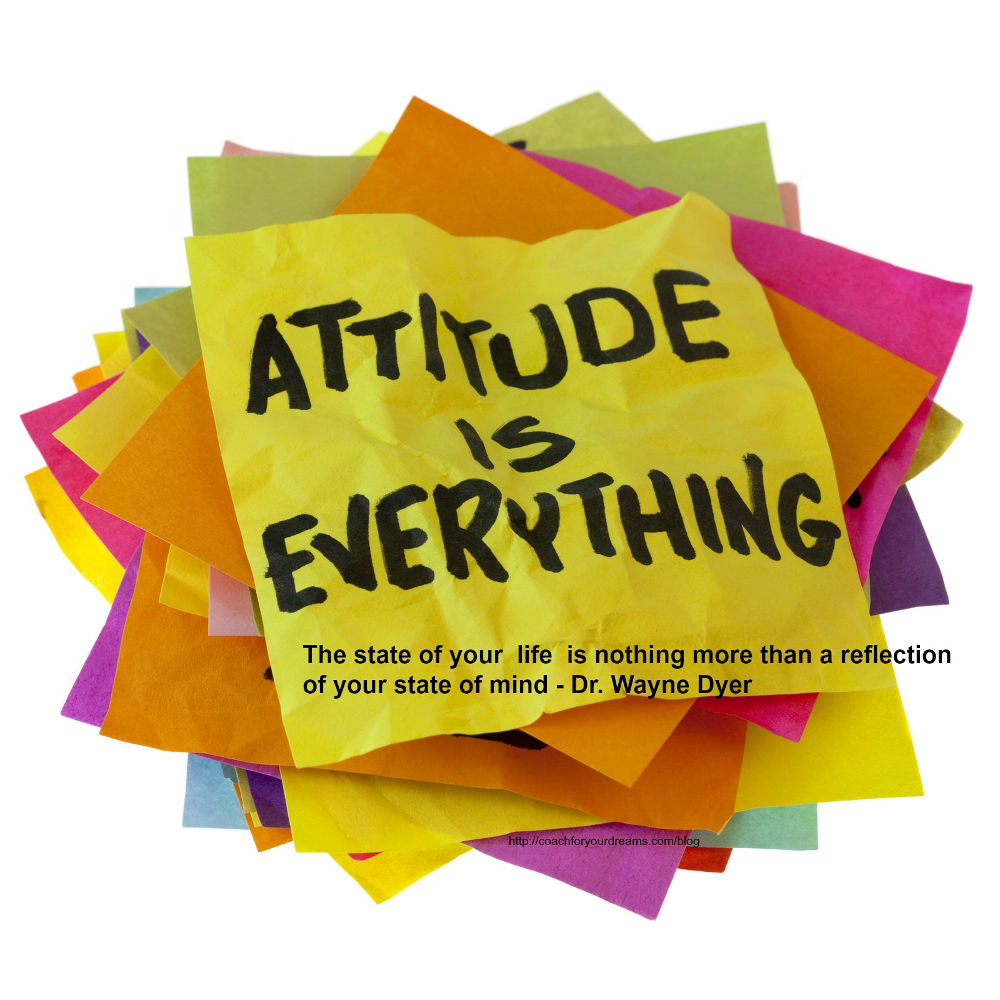 ATTITUDE
IS
EVERYTHING
The state of your  life  is nothing more than a reflection
of your state of mind - Dr. Wayne Dyer
http://coachforyourdreams.com/blog